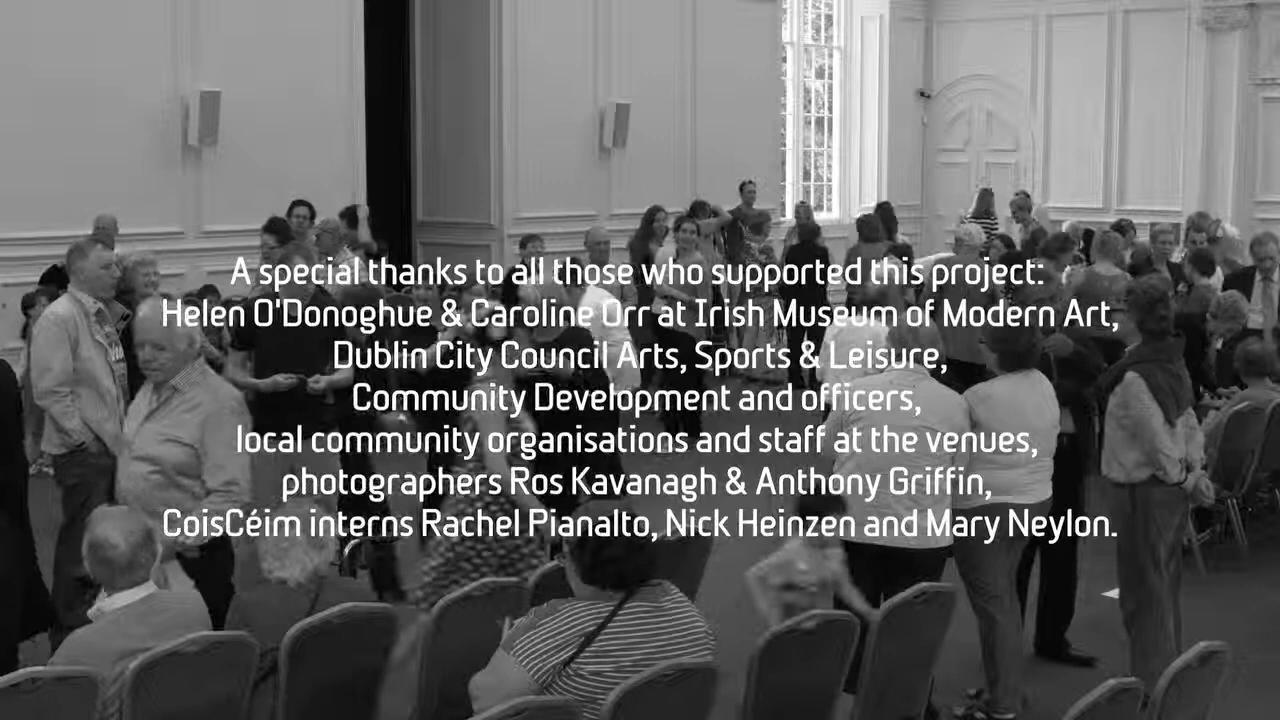 A special thanks to all those who supported this project:
Helen O'Donoghue & Caroline Orr at Irish Museum of Modern Art,
Dublin City Council Arts, Sports & Leisure,
Community Development and officers,
local community organisations and staff at the venues,
photographers Ros Kavanagh & Anthony Griffin,
CoisCéim interns Rachel Pianalto, Nick Heinzen and Mary Neylon.